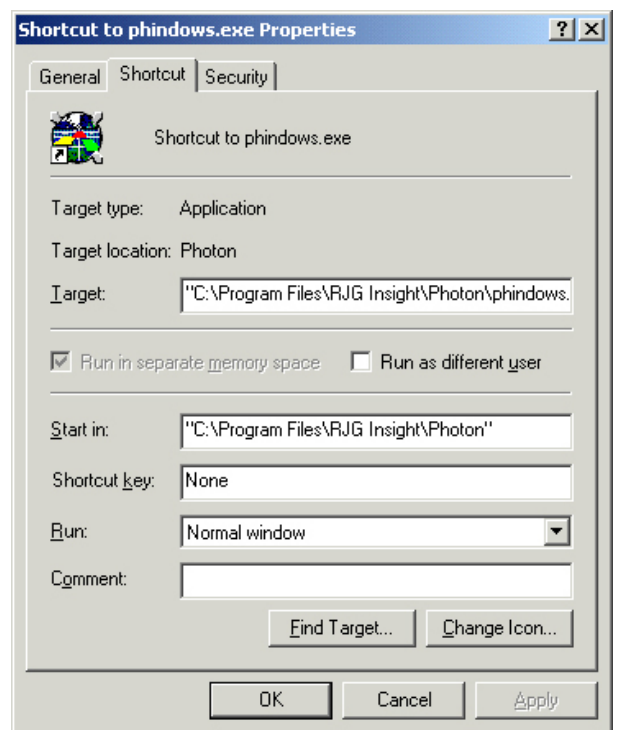 Shortcut to phindows.exe Properties
General Shortcut Security
Shortcut to phindows.exe
Target type: Application
Target location: Photon
Target: "C:\Program Files\RJG Insight\Photon\phindows.
Run in separate memory space Run as different user
Start in: "C:\Program Files\RJG Insight\Photon"
Shortcut key: None
Run: Normal window
Comment:
Find Target... Change Icon...
OK Cancel Apply